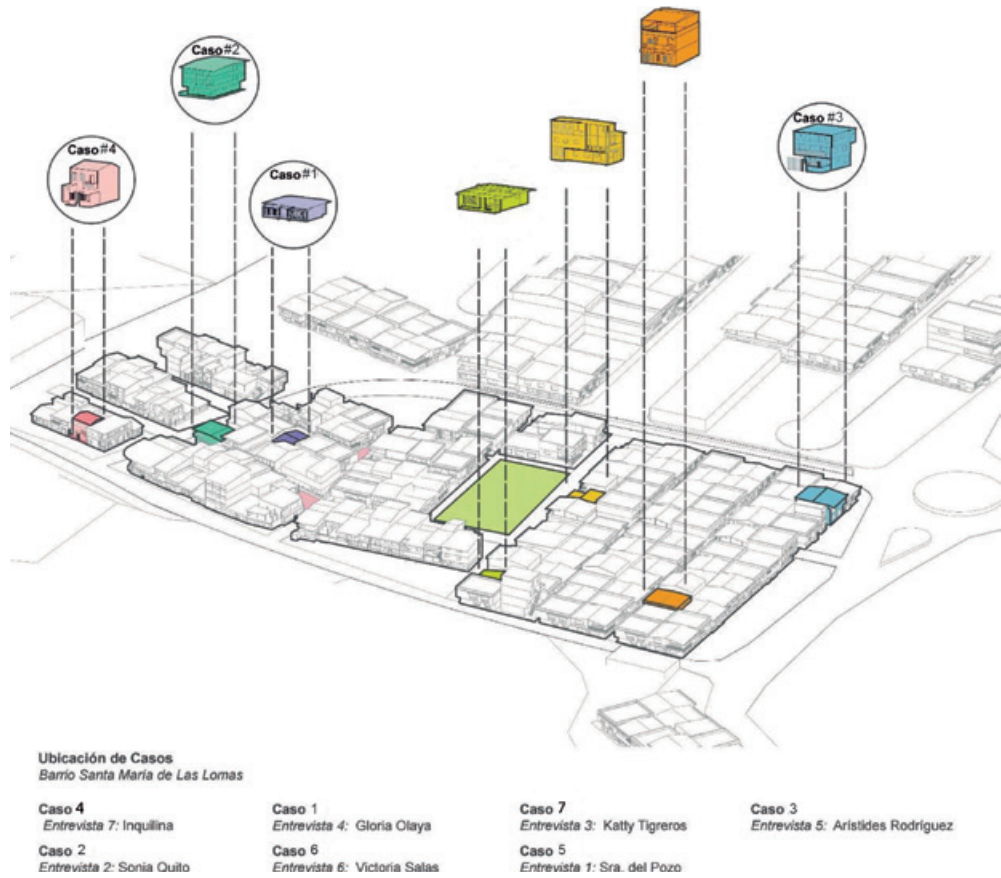 Caso#2
Caso#4
Caso#1
Caso #3
Ubicación de Casos
Barrio Santa María de Las Lomas
Caso 4
Entrevista 7: Inquilina
Caso 2
Entrevista 2: Sonia Quito
Caso 1
Entrevista 4: Gloria Olaya
Caso 6
Entrevista 6: Victoria Salas
Caso 7
Entrevista 3: Katty Tigreros
Caso 5
Entrevista 1: Sra. del Pozo
Caso 3
Entrevista 5: Arístides Rodríguez